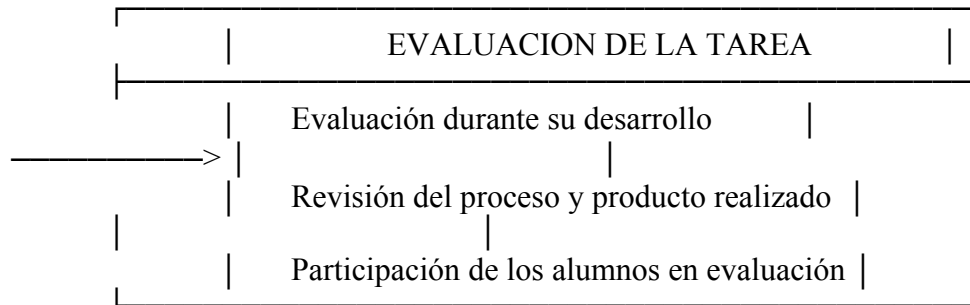 EVALUACION DE LA TAREA
Evaluación durante su desarrollo
Revisión del proceso y producto realizado
Participación de los alumnos en evaluación